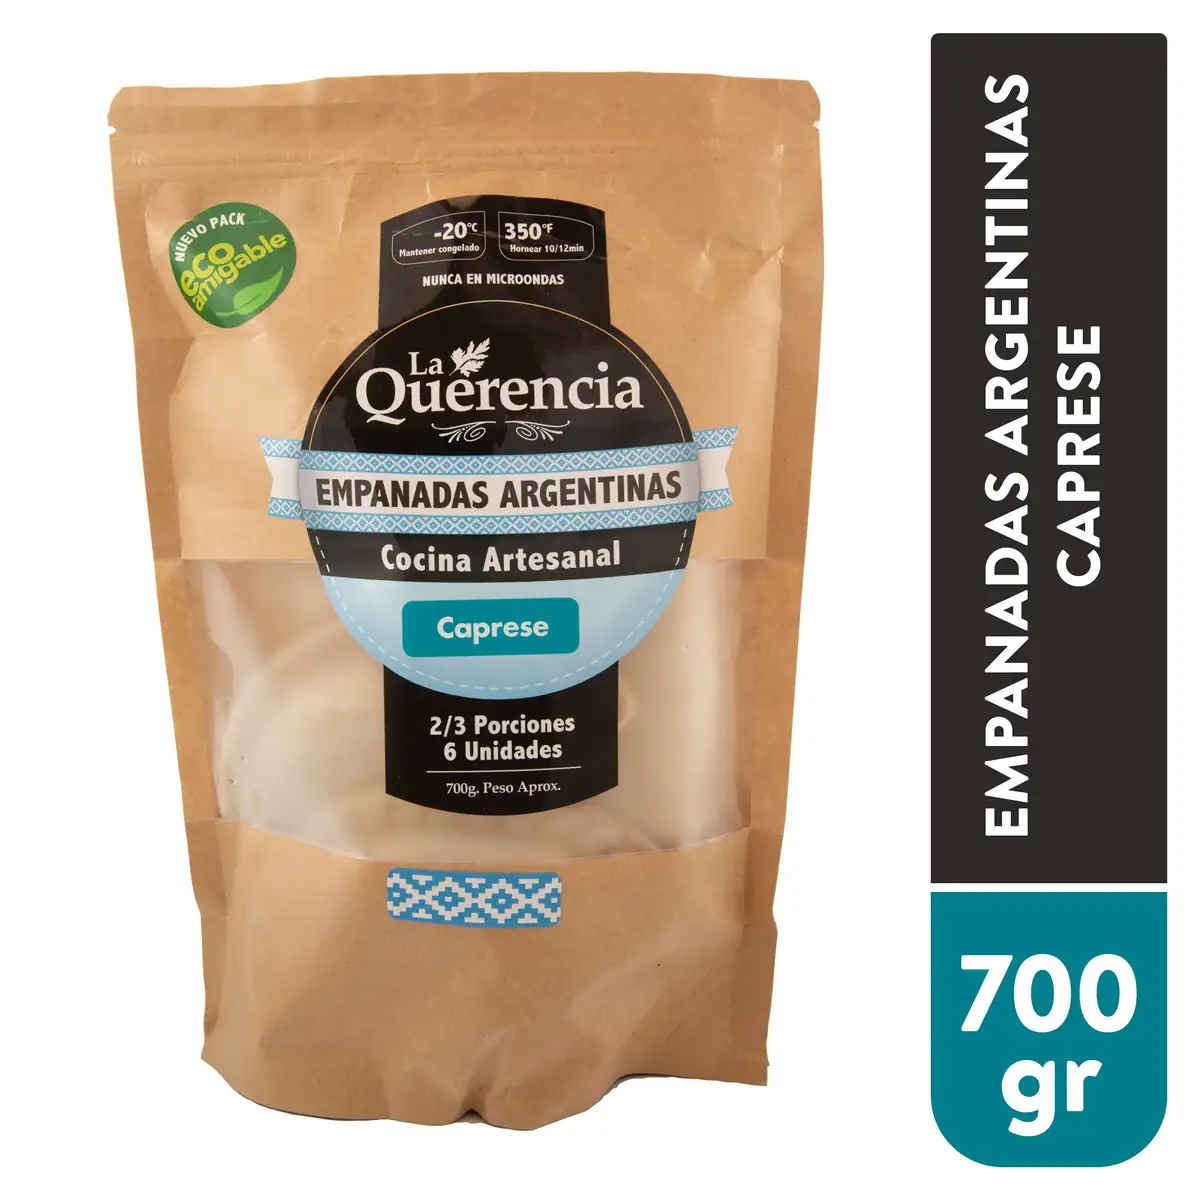 NUEVO PACK
eco
amigable
-20°C
Mantener congelado
350°F
Hornear 10/12min
NUNCA EN MICROONDAS
La
Querencia
EMPANADAS ARGENTINAS
Cocina Artesanal
Caprese
2/3 Porciones
6 Unidades
700g. Peso Aprox.
EMPANADAS ARGENTINAS
CAPRESE
700
gr